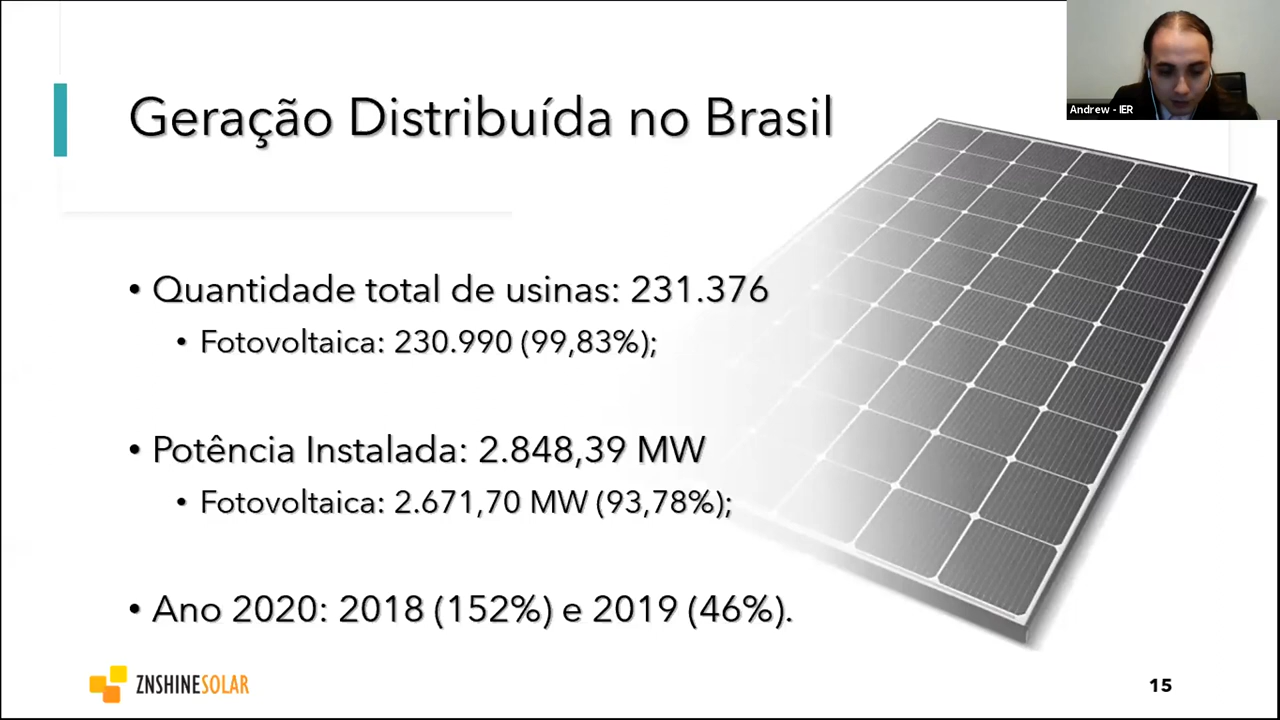 Andrew - IER
Geração Distribuída no Brasil
• Quantidade total de usinas: 231.376
• Fotovoltaica: 230.990 (99,83%);
• Potência Instalada: 2.848,39 MW
• Fotovoltaica: 2.671,70 MW (93,78%);
• Ano 2020: 2018 (152%) e 2019 (46%).
ZNSHINESOLAR
15